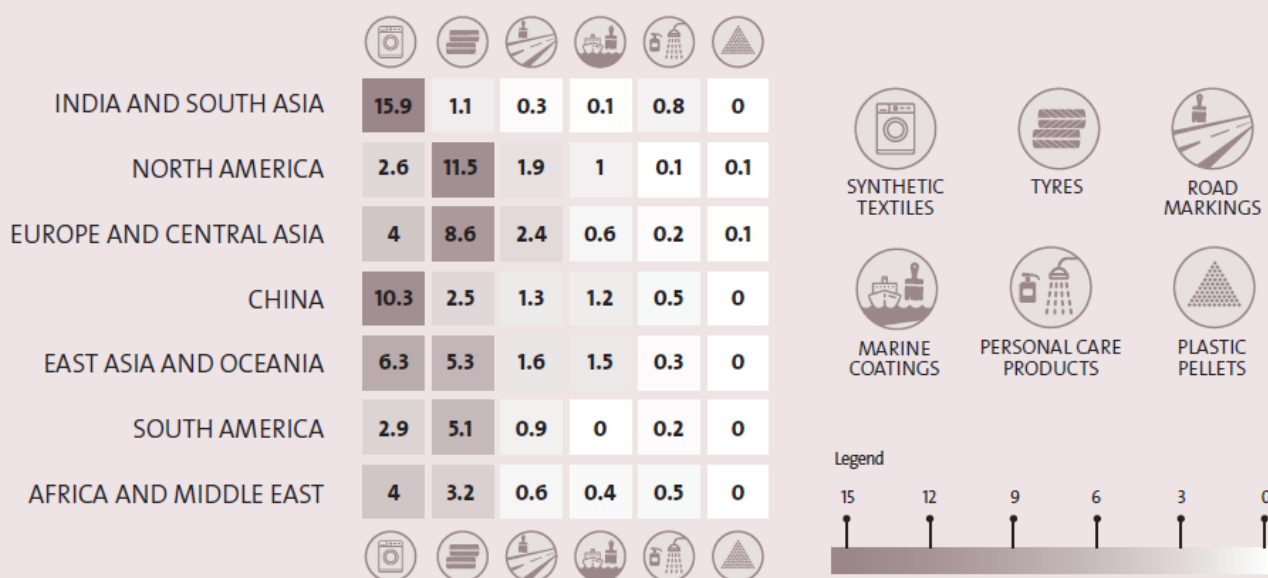 INDIA AND SOUTH ASIA 15.9 1.1 0.3 0.1 0.8 0
NORTH AMERICA 2.6 11.5 1.9 1 0.1 0.1
EUROPE AND CENTRAL ASIA 4 8.6 2.4 0.6 0.2 0.1
CHINA 10.3 2.5 1.3 1.2 0.5 0
EAST ASIA AND OCEANIA 6.3 5.3 1.6 1.5 0.3 0
SOUTH AMERICA 2.9 5.1 0.9 0 0.2 0
AFRICA AND MIDDLE EAST 4 3.2 0.6 0.4 0.5 0
SYNTHETIC
TEXTILES
TYRES
ROAD
MARKINGS
MARINE
COATINGS
PERSONAL CARE
PRODUCTS
PLASTIC
PELLETS
Legend
15 12 9 6 3 0